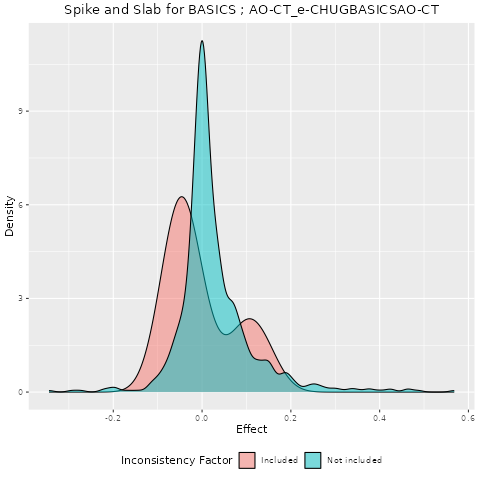 Spike and Slab for BASICS ; AO-CT_e-CHUGBASICSAO-CT
Density
9
6
3
0
-0.2 0.0 0.2 0.4 0.6
Effect
Inconsistency Factor Included Not included